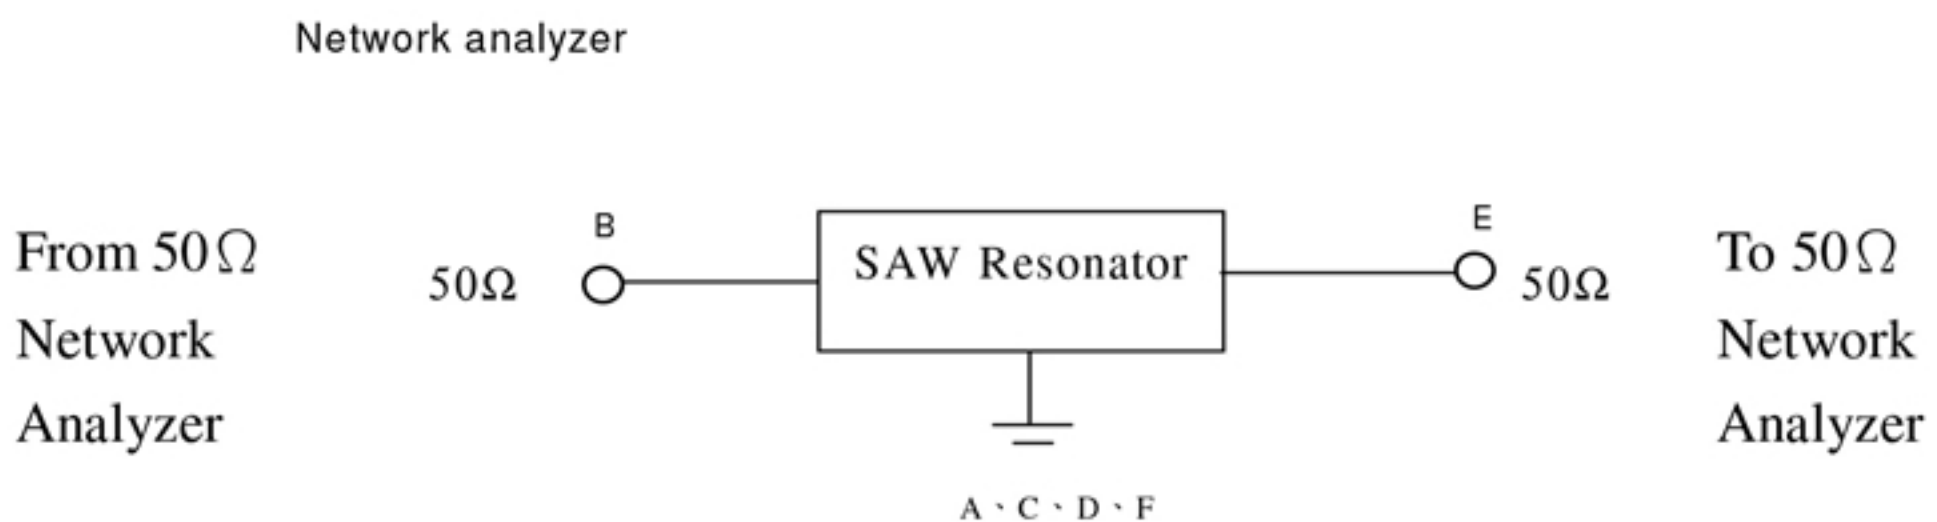 Network analyzer
From 50Ω
Network
Analyzer
50Ω
B
SAW Resonator
E
50Ω
To 50Ω
Network
Analyzer
A、C、D、F